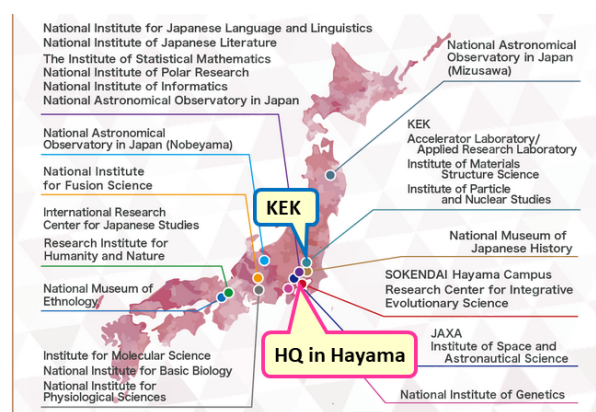 National Institute for Japanese Language and Linguistics
National Institute of Japanese Literature
The Institute of Statistical Mathematics
National Institute of Polar Research
National Institute of Informatics
National Astronomical Observatory in Japan
National Astronomical
Observatory in Japan (Nobeyama)
National Institute
for Fusion Science
International Research
Center for Japanese Studies
Research Institute for
Humanity and Nature
National Museum of
Ethnology
Institute for Molecular Science
National Institute for Basic Biology
National Institute for
Physiological Sciences
KEK
HQ in Hayama
National Astronomical
Observatory in Japan
(Mizusawa)
KEK
Accelerator Laboratory/
Applied Research Laboratory
Institute of Materials
Structure Science
Institute of Particle
and Nuclear Studies
National Museum of
Japanese History
SOKENDAI Hayama Campus
Research Center for Integrative
Evolutionary Science
JAXA
Institute of Space and
Astronautical Science
National Institute of Genetics